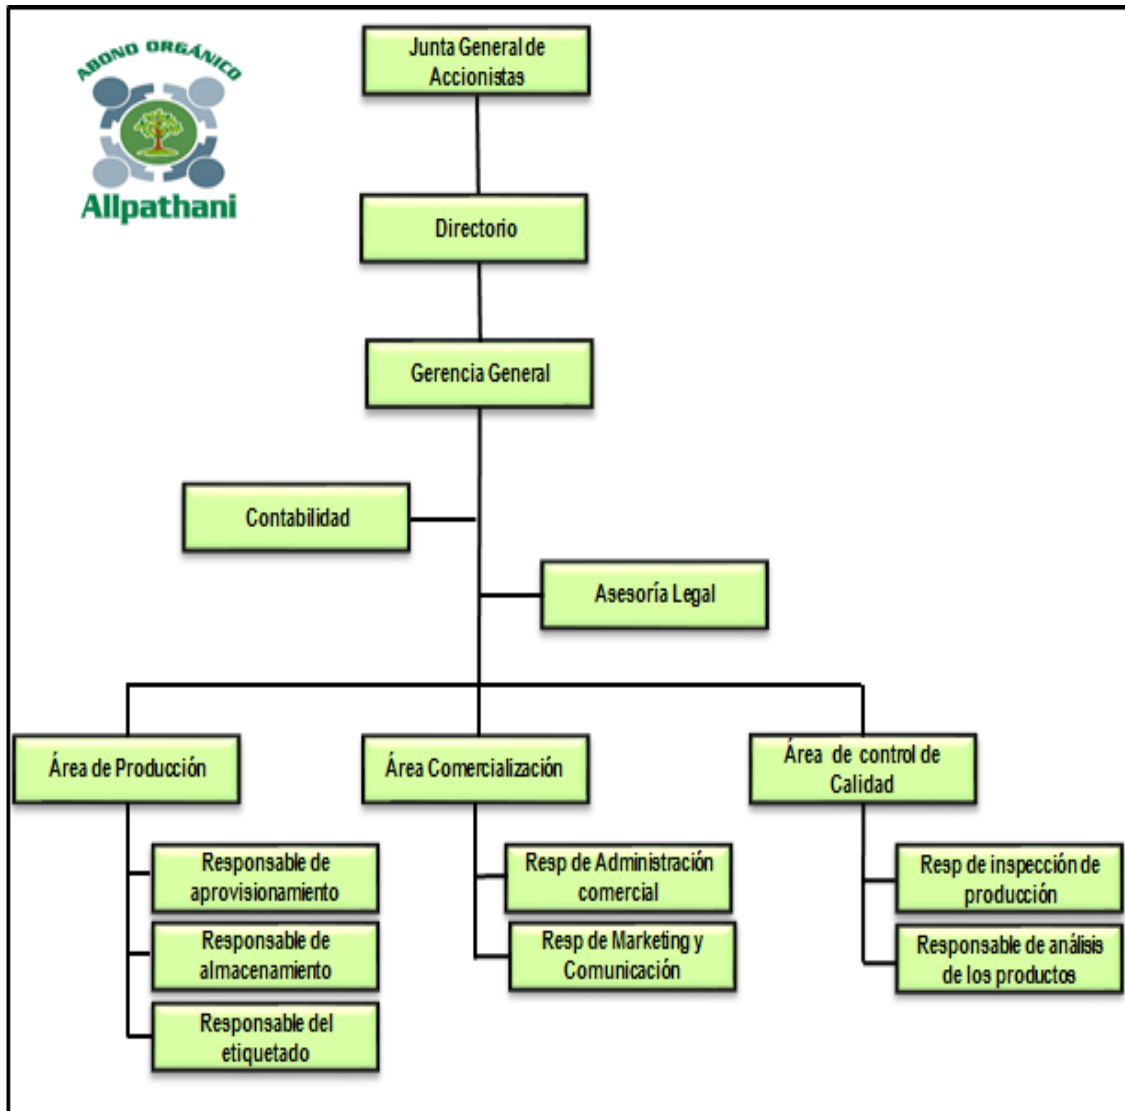 ABONO ORGÁNICO
Allpathani
Junta General de
Accionistas
Directorio
Gerencia General
Contabilidad
Asesoría Legal
Área de Producción
Área Comercialización
Área de control de
Calidad
Responsable de
aprovisionamiento
Responsable de
almacenamiento
Responsable del
etiquetado
Resp de Administración
comercial
Resp de Marketing y
Comunicación
Resp de inspección de
producción
Responsable de análisis
de los productos